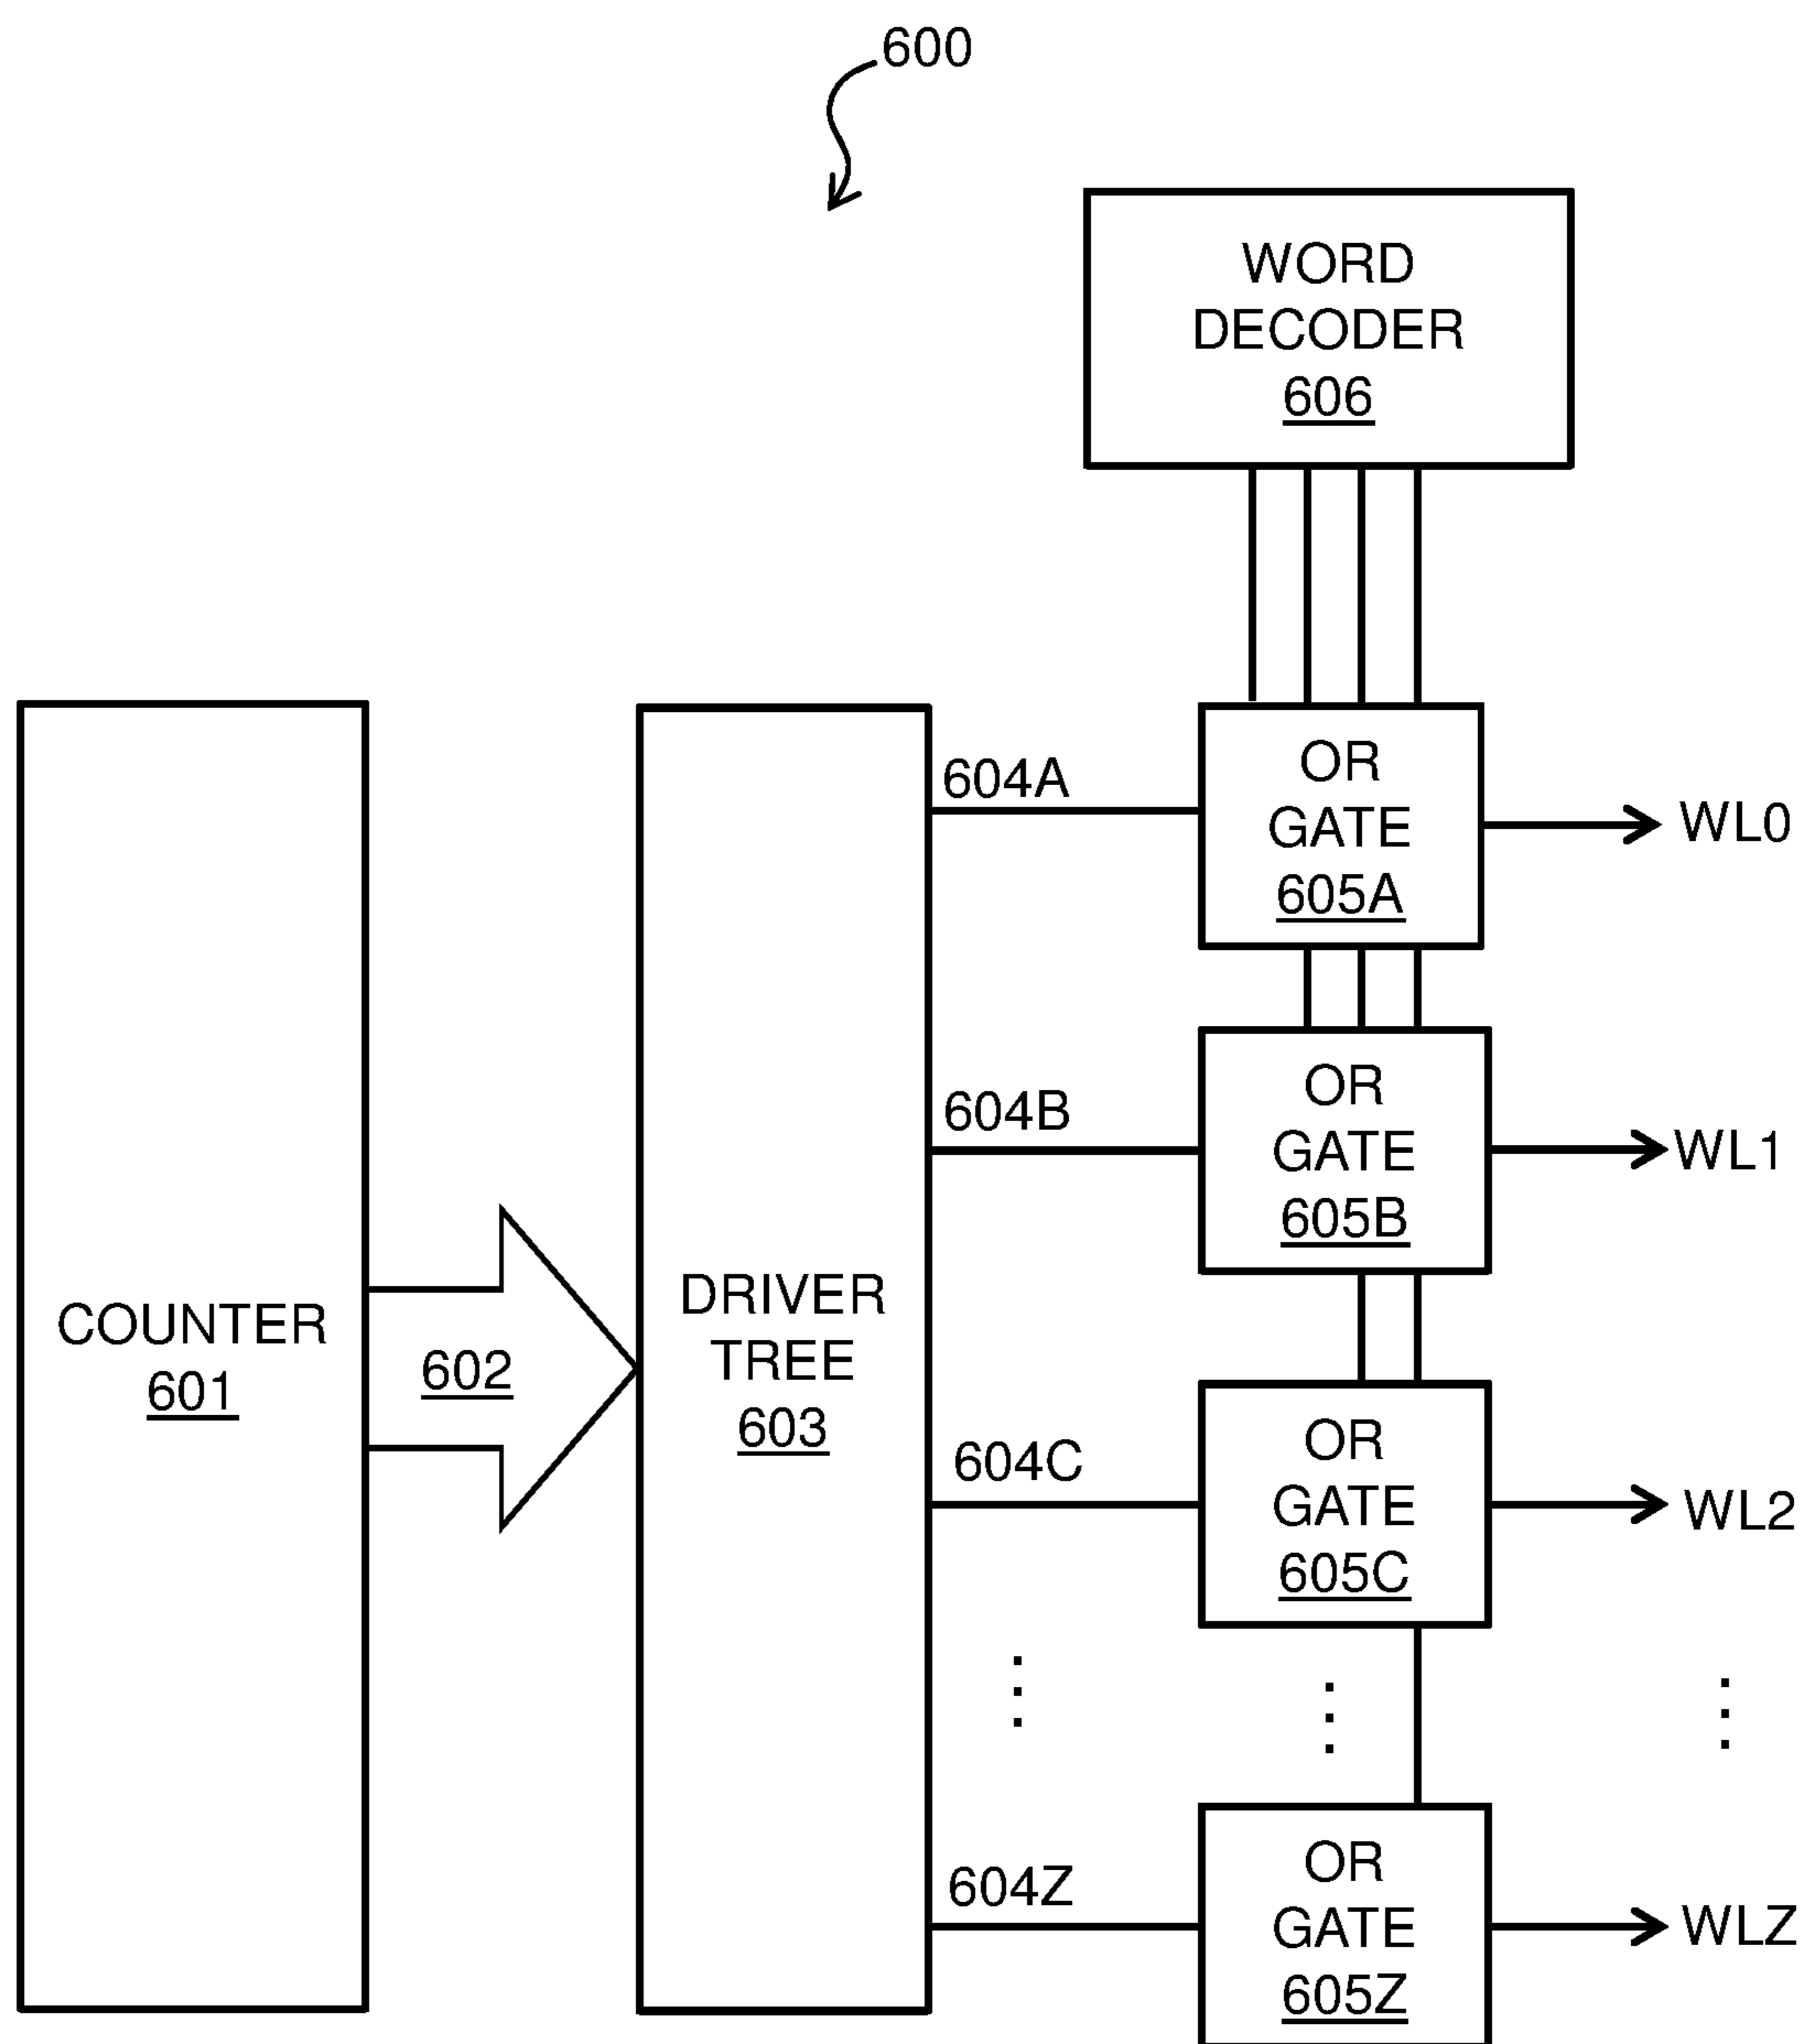 600
WORD
DECODER
606
604A
OR
GATE
605A
WL0
604B
OR
GATE
605B
WL1
COUNTER
601
602
DRIVER
TREE
603
604C
OR
GATE
605C
WL2
604Z
OR
GATE
605Z
WLZ